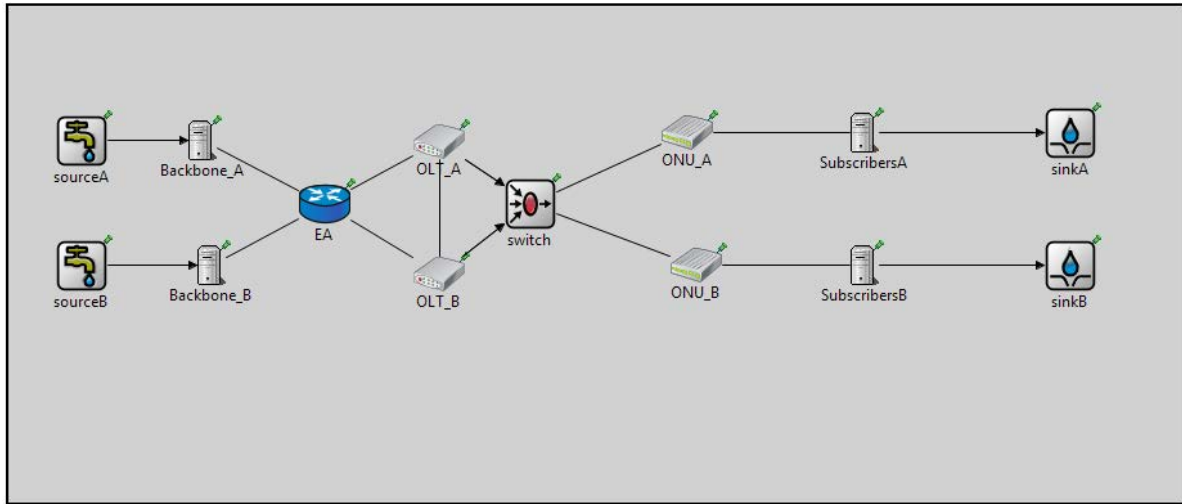 sourceA
Backbone_A
EA
OLT_A
switch
ONU_A
SubscribersA
sinkA
sourceB
Backbone_B
OLT_B
ONU_B
SubscribersB
sinkB